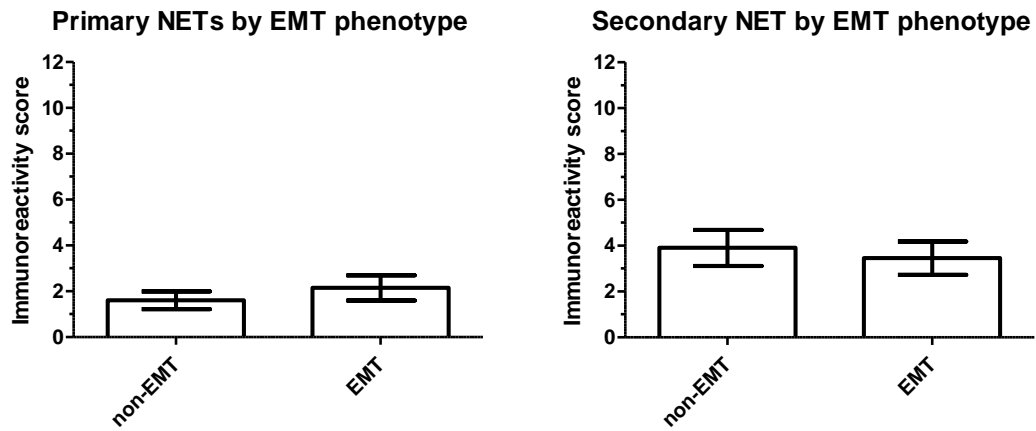 Primary NETs by EMT phenotype
Immunoreactivity score
12
10
8
6
4
2
0
non-EMT
EMT
Secondary NET by EMT phenotype
Immunoreactivity score
12
10
8
6
4
2
0
non-EMT
EMT